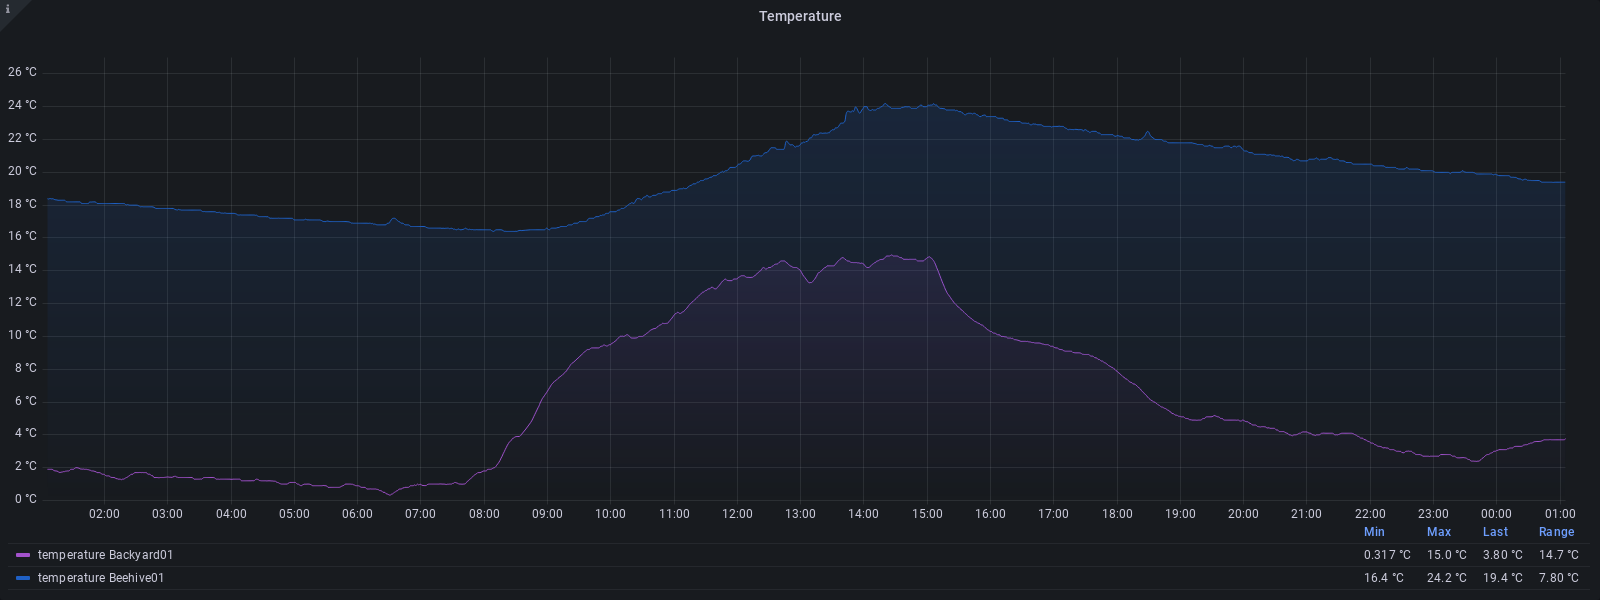 i
Temperature
26 °C
24 °C
22 °C
20 °C
18 °C
16 °C
14 °C
12 °C
10 °C
8 °C
6 °C
4 °C
2 °C
0 °C
02:00 03:00 04:00 05:00 06:00 07:00 08:00 09:00 10:00 11:00 12:00 13:00 14:00 15:00 16:00 17:00 18:00 19:00 20:00 21:00 22:00 23:00 00:00 01:00
Min Max Last Range
temperature Backyard01 0.317 °C 15.0 °C 3.80 °C 14.7 °C
temperature Beehive01 16.4 °C 24.2 °C 19.4 °C 7.80 °C